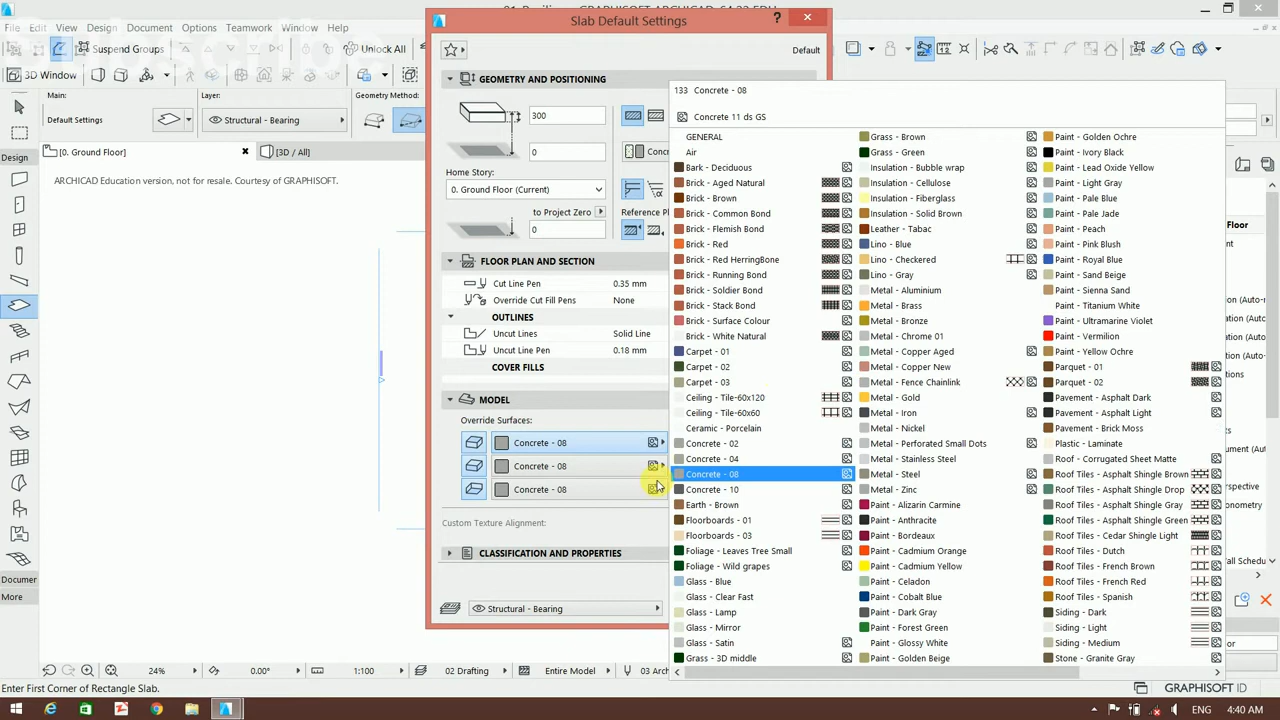 File Edit View Design Document Options Teamwork Window Help
Suspend Groups
Unlock All
3D Window
Main:
Default Settings
Layer:
Structural - Bearing
Geometry Method:
[0. Ground Floor]
[3D / All]
ARCHICAD Education version, not for resale. Courtesy of GRAPHISOFT.
Design
Documer
More
Slab Default Settings
?
Default
GEOMETRY AND POSITIONING
300
0
Home Story:
0. Ground Floor (Current)
to Project Zero
Reference Pl
0
FLOOR PLAN AND SECTION
Cut Line Pen 0.35 mm
Override Cut Fill Pens None
OUTLINES
Uncut Lines Solid Line
Uncut Line Pen 0.18 mm
COVER FILLS
MODEL
Override Surfaces:
Concrete - 08
Concrete - 08
Concrete - 08
Custom Texture Alignment:
CLASSIFICATION AND PROPERTIES
Structural - Bearing
133 Concrete - 08
Concrete 11 ds GS
GENERAL
Air
Brick - Deciduous
Brick - Aged Natural
Brick - Brown
Brick - Common Bond
Brick - Flemish Bond
Brick - Red
Brick - Red HerringBone
Brick - Running Bond
Brick - Soldier Bond
Brick - Stack Bond
Brick - Surface Colour
Brick - White Natural
Carpet - 01
Carpet - 02
Carpet - 03
Ceiling - Tile-60x120
Ceiling - Tile-60x60
Ceramic - Porcelain
Concrete - 02
Concrete - 04
Concrete - 08
Concrete - 10
Earth - Brown
Floorboards - 01
Floorboards - 03
Foliage - Leaves Tree Small
Foliage - Wild grapes
Glass - Blue
Glass - Clear Fast
Glass - Lamp
Glass - Mirror
Glass - Satin
Grass - 3D middle
Grass - Brown
Grass - Green
Insulation - Bubble wrap
Insulation - Cellulose
Insulation - Fiberglass
Insulation - Solid Brown
Leather - Tabac
Lino - Blue
Lino - Checkered
Lino - Gray
Metal - Aluminium
Metal - Brass
Metal - Bronze
Metal - Chrome 01
Metal - Copper Aged
Metal - Copper New
Metal - Fence Chainlink
Metal - Gold
Metal - Iron
Metal - Nickel
Metal - Perforated Small Dots
Metal - Stainless Steel
Metal - Steel
Metal - Zinc
Paint - Alizarin Carmine
Paint - Anthracite
Paint - Bordeaux
Paint - Cadmium Orange
Paint - Cadmium Yellow
Paint - Celadon
Paint - Cobalt Blue
Paint - Dark Gray
Paint - Forest Green
Paint - Glossy White
Paint - Golden Beige
Paint - Golden Ochre
Paint - Ivory Black
Paint - Lead Oxide Yellow
Paint - Light Gray
Paint - Pale Blue
Paint - Pale Jade
Paint - Peach
Paint - Pink Blush
Paint - Royal Blue
Paint - Sand Beige
Paint - Sienna Sand
Paint - Titanium White
Paint - Ultramarine Violet
Paint - Vermilion
Paint - Yellow Ochre
Parquet - 01
Parquet - 02
Pavement - Asphalt Dark
Pavement - Asphalt Light
Pavement - Brick Moss
Plastic - Laminate
Roof - Corrugated Sheet Matte
Roof Tiles - Asphalt Shingle Brown
Roof Tiles - Asphalt Shingle Drop
Roof Tiles - Asphalt Shingle Gray
Roof Tiles - Asphalt Shingle Green
Roof Tiles - Cedar Shingle Light
Roof Tiles - Dutch
Roof Tiles - French Brown
Roof Tiles - French Red
Roof Tiles - Spanish
Siding - Dark
Siding - Light
Siding - Medium
Stone - Granite Gray
24% 0.00° 1:100 02 Drafting Entire Model 03 Arch
Enter First Corner of Rectangle Slab.
GRAPHISOFT ID
ENG 4:40 AM